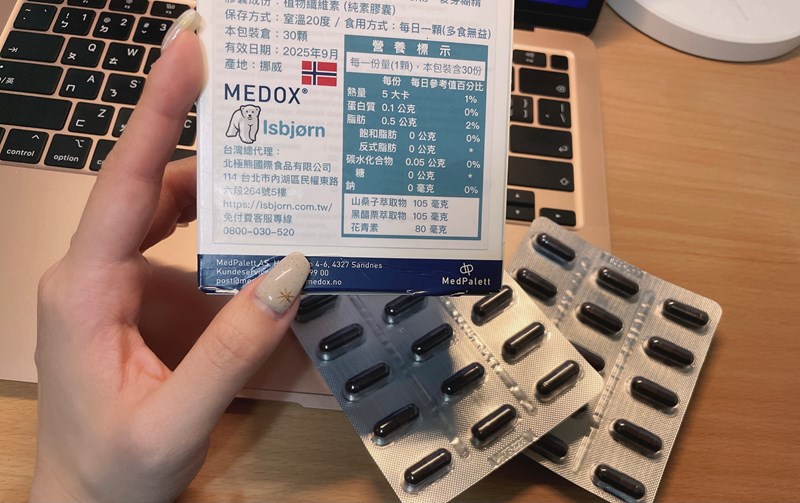 膠囊成份：植物纖維素 (純素膠囊)
保存方式：室溫20度 / 食用方式：每日一顆(多食無益)
本包裝倉：30顆
有效日期：2025年9月
產地：挪威
MEDOX®
Isbjørn
台灣總代理：
北極熊國際食品有限公司
114 台北市內湖區民權東路
六段264號5樓
https://isbjorn.com.tw/
免付費客服專線
0800-030-520
營養標示
每一份量(1顆)，本包裝含30份
每份 每日參考值百分比
熱量 5 大卡 1%
蛋白質 0.1 公克 0%
脂肪 0.5 公克 2%
飽和脂肪 0 公克 0%
反式脂肪 0 公克 *
碳水化合物 0.05 公克 0%
糖 0 公克 *
鈉 0 毫克 0%
山桑子萃取物 105 毫克
黑醋栗萃取物 105 毫克
花青素 80 毫克
MedPalett AS, 4-6, 4327 Sandnes
Kundeservice 99 00
medox.no
MedPalett
control
option
command